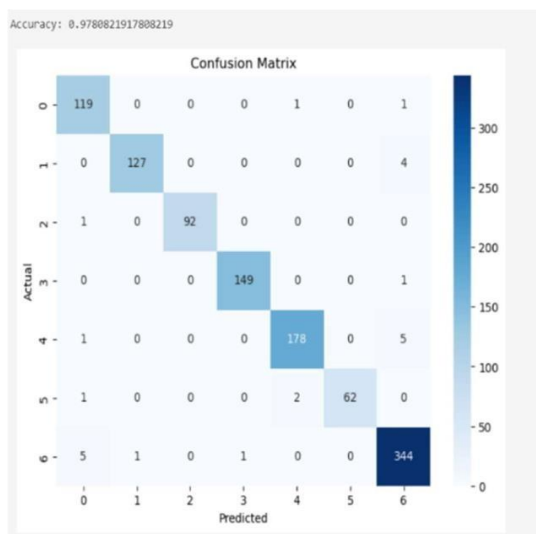 Accuracy: 0.9780821917808219
Confusion Matrix
0 119 0 0 0 1 0 1
1 0 127 0 0 0 0 4
2 1 0 92 0 0 0 0
3 0 0 0 149 0 0 1
4 1 0 0 0 178 0 5
5 1 0 0 0 2 62 0
6 5 1 0 1 0 0 344
0 1 2 3 4 5 6
Predicted
Actual
300
250
200
150
100
50
0